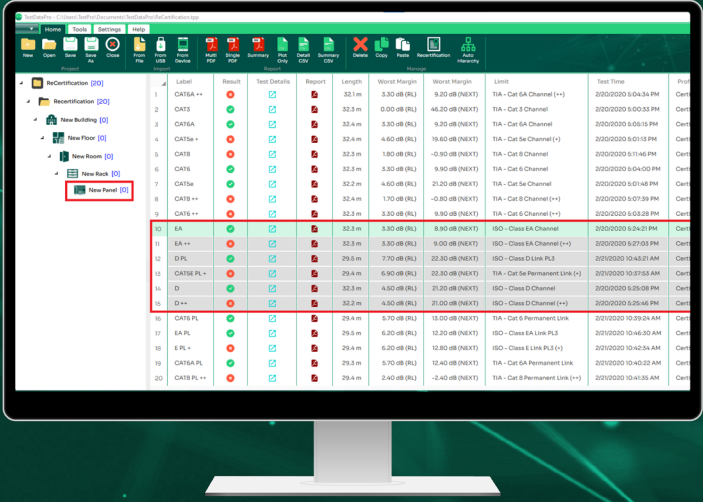 TestDataPro - C:\Users\TestPro\TestDataPro\ReCertification.tpp
Home Tools Settings Help
New Open Save Save As Close From File From USB From Device Multi PDF Single PDF Summary Plot Only Detail CSV Summary CSV Delete Copy Paste Recertification Auto Hierarchy
Project Import Report Manage
ReCertification [20]
Recertification [20]
New Building [0]
New Floor [0]
New Room [0]
New Rack [0]
New Panel [0]
Label Result Test Details Report Length Worst Margin Worst Margin Limit Test Time Prof
1 CAT6A ++ 32.1 m 3.30 dB (RL) 9.20 dB (NEXT) TIA - Cat 6A Channel (++) 2/20/2020 5:04:34 PM Certi
2 CAT3 32.3 m 0.00 dB (RL) 46.20 dB (NEXT) TIA - Cat 3 Channel 2/20/2020 5:00:33 PM Certi
3 CAT6A 32.4 m 3.30 dB (RL) 9.20 dB (NEXT) TIA - Cat 6A Channel 2/20/2020 5:05:15 PM Certi
4 CAT5e + 32.4 m 4.60 dB (RL) 19.60 dB (NEXT) TIA - Cat 5e Channel (+) 2/20/2020 5:01:13 PM Certi
5 CAT8 32.3 m 1.80 dB (RL) -0.90 dB (NEXT) TIA - Cat 8 Channel 2/20/2020 5:11:46 PM Certi
6 CAT6 32.3 m 3.30 dB (RL) 9.90 dB (NEXT) TIA - Cat 6 Channel 2/20/2020 5:04:00 PM Certi
7 CAT5e 32.2 m 4.60 dB (RL) 21.20 dB (NEXT) TIA - Cat 5e Channel 2/20/2020 5:01:48 PM Certi
8 CAT8 ++ 32.4 m 1.70 dB (RL) -0.80 dB (NEXT) TIA - Cat 8 Channel (++) 2/20/2020 5:07:39 PM Certi
9 CAT6 ++ 32.3 m 3.30 dB (RL) 9.90 dB (NEXT) TIA - Cat 6 Channel (++) 2/20/2020 5:03:28 PM Certi
10 EA 32.3 m 3.30 dB (RL) 8.90 dB (NEXT) ISO - Class EA Channel 2/20/2020 5:24:21 PM Certi
11 EA ++ 32.3 m 3.30 dB (RL) 9.00 dB (NEXT) ISO - Class EA Channel (++) 2/20/2020 5:27:03 PM Certi
12 D PL 29.5 m 7.70 dB (RL) 22.30 dB (NEXT) ISO - Class D Link PL3 2/21/2020 10:43:21 AM Certi
13 CAT5E PL + 29.4 m 6.90 dB (RL) 22.30 dB (NEXT) TIA - Cat 5e Permanent Link (+) 2/21/2020 10:37:53 AM Certi
14 D 32.3 m 4.50 dB (RL) 21.20 dB (NEXT) ISO - Class D Channel 2/20/2020 5:25:08 PM Certi
15 D ++ 32.2 m 4.50 dB (RL) 21.00 dB (NEXT) ISO - Class D Channel (++) 2/20/2020 5:25:46 PM Certi
16 CAT6 PL 29.4 m 5.70 dB (RL) 13.00 dB (NEXT) TIA - Cat 6 Permanent Link 2/21/2020 10:39:24 AM Certi
17 EA PL 29.5 m 6.20 dB (RL) 12.20 dB (NEXT) ISO - Class EA Link PL3 2/21/2020 10:46:30 AM Certi
18 E PL + 29.4 m 6.20 dB (RL) 12.80 dB (NEXT) ISO - Class E Link PL3 (+) 2/21/2020 10:42:34 AM Certi
19 CAT6A PL 29.3 m 5.70 dB (RL) 12.40 dB (NEXT) TIA - Cat 6A Permanent Link 2/21/2020 10:40:22 AM Certi
20 CAT8 PL ++ 29.4 m 2.40 dB (RL) -2.40 dB (NEXT) TIA - Cat 8 Permanent Link (++) 2/21/2020 10:41:35 AM Certi